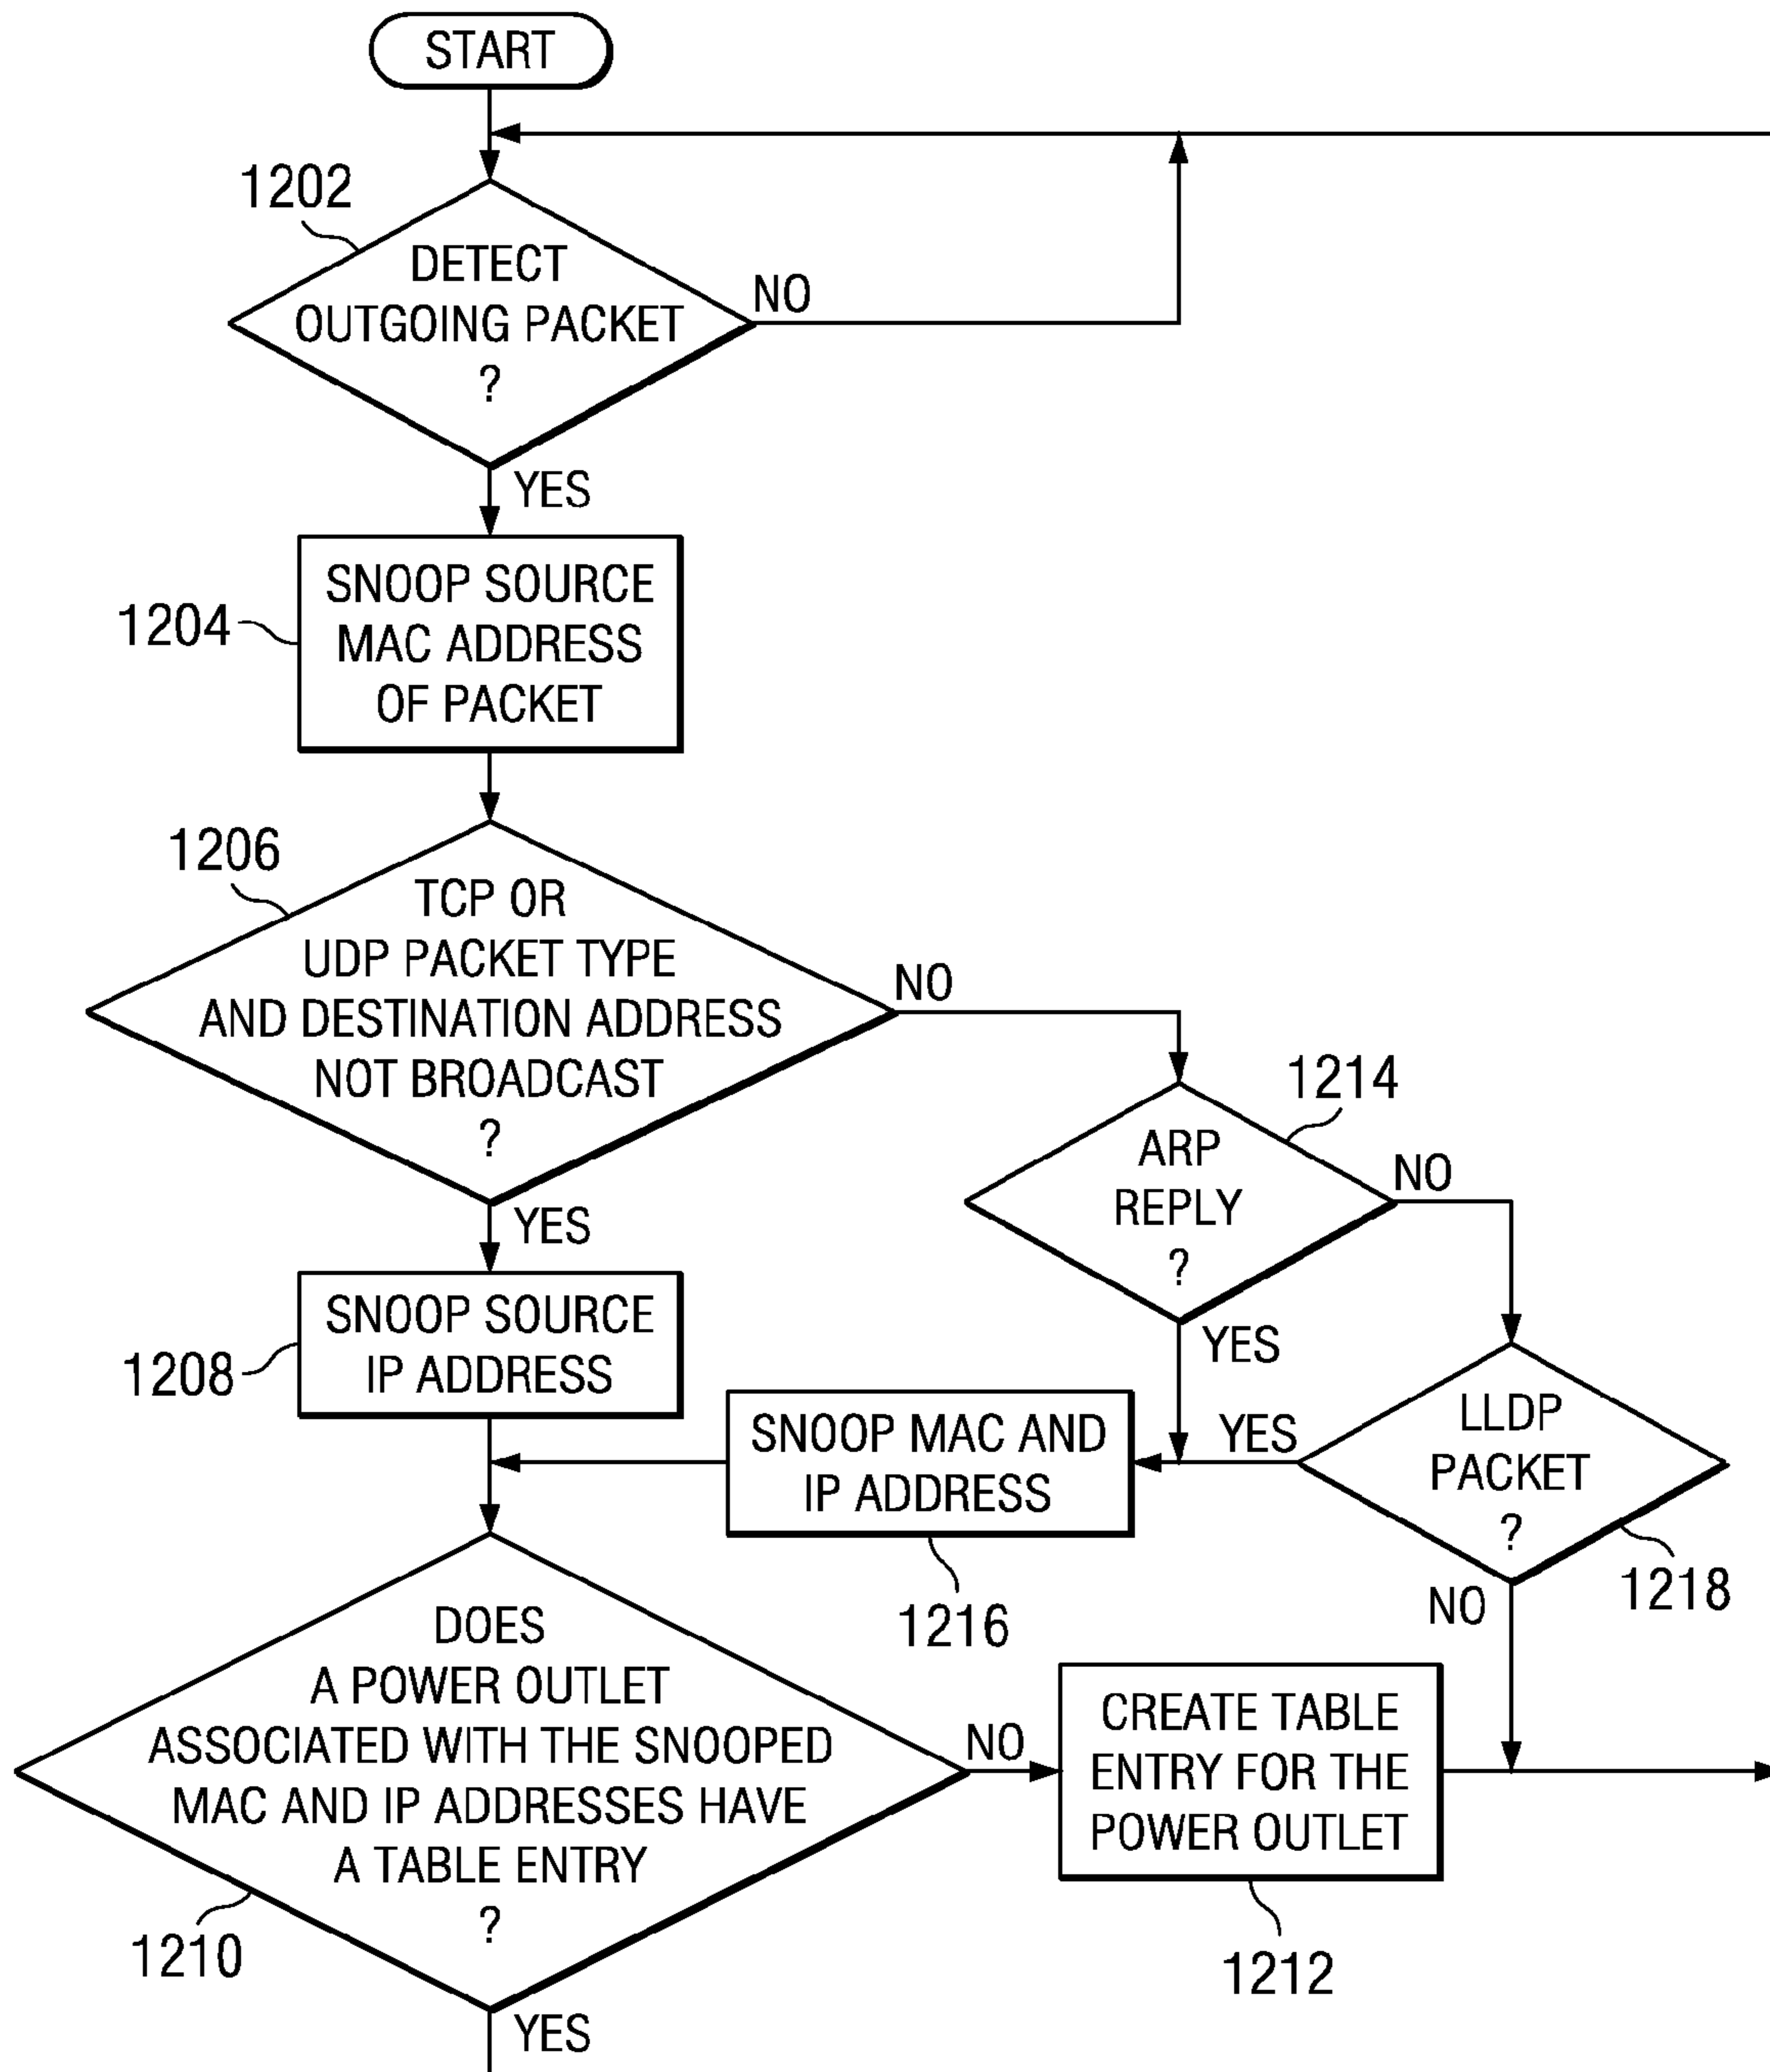 START
1202
DETECT
OUTGOING PACKET
?
NO
YES
1204
SNOOP SOURCE
MAC ADDRESS
OF PACKET
1206
TCP OR
UDP PACKET TYPE
AND DESTINATION ADDRESS
NOT BROADCAST
?
NO
YES
1214
ARP
REPLY
?
NO
YES
1208
SNOOP SOURCE
IP ADDRESS
SNOOP MAC AND
IP ADDRESS
1216
YES
LLDP
PACKET
?
1218
NO
DOES
A POWER OUTLET
ASSOCIATED WITH THE SNOOPED
MAC AND IP ADDRESSES HAVE
A TABLE ENTRY
?
1210
NO
YES
CREATE TABLE
ENTRY FOR THE
POWER OUTLET
1212